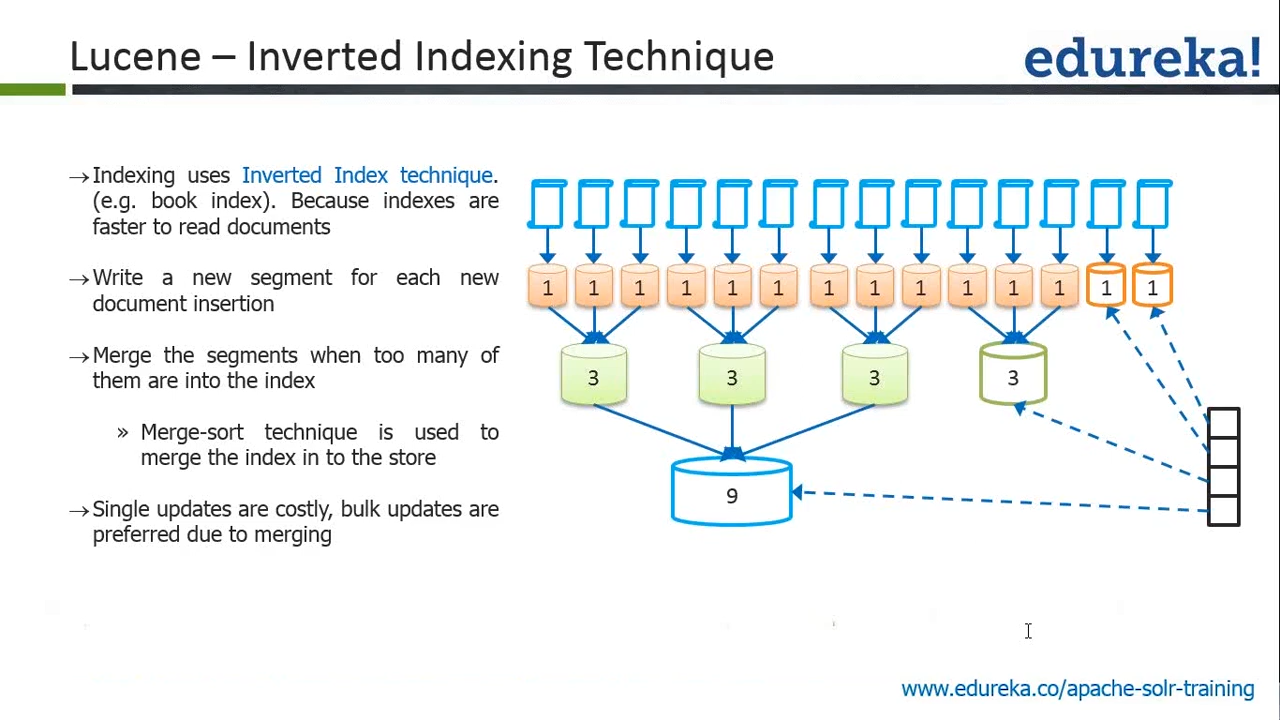 Lucene – Inverted Indexing Technique
edureka!
→Indexing uses Inverted Index technique.
(e.g. book index). Because indexes are
faster to read documents
→Write a new segment for each new
document insertion
→Merge the segments when too many of
them are into the index
» Merge-sort technique is used to
merge the index in to the store
→Single updates are costly, bulk updates are
preferred due to merging
1 1 1 1 1 1 1 1 1 1 1 1 1 1
3 3 3 3
9
www.edureka.co/apache-solr-training